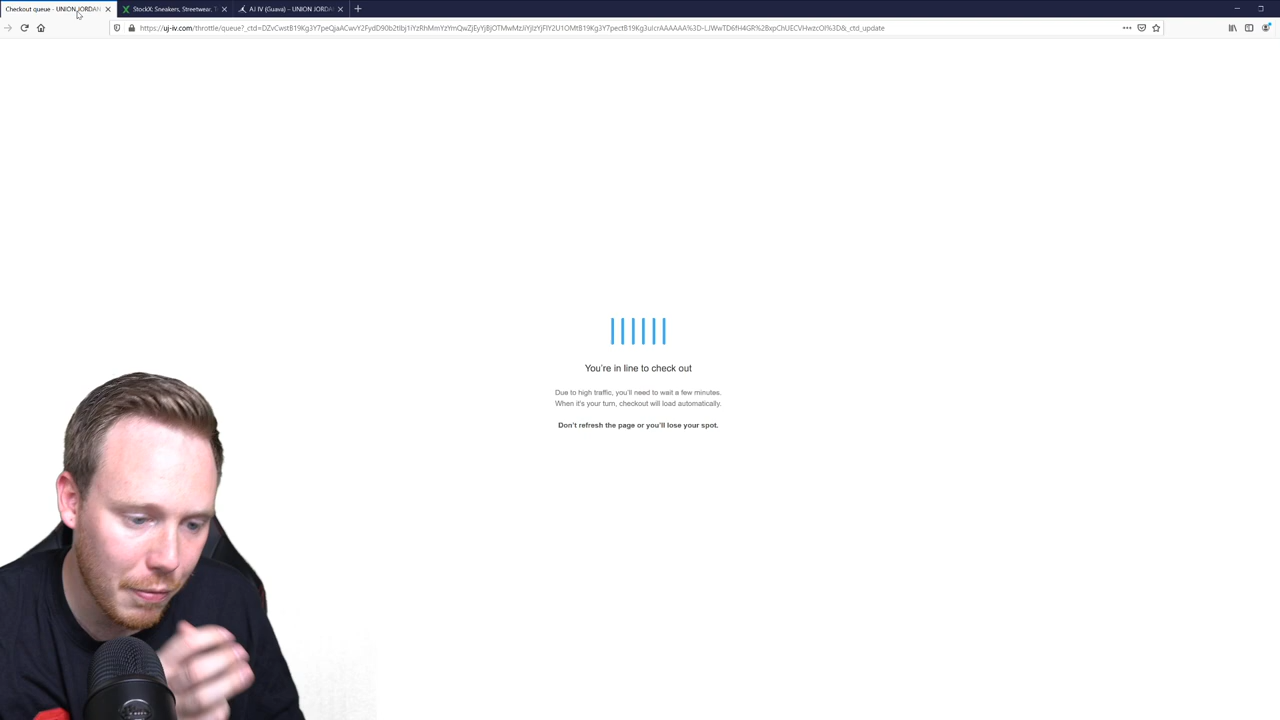 Checkout queue - UNION JORDAN
StockX: Sneakers, Streetwear, T
AJ IV (Guava) – UNION JORDAN
You're in line to check out
Due to high traffic, you'll need to wait a few minutes.
When it's your turn, checkout will load automatically.
Don't refresh the page or you'll lose your spot.